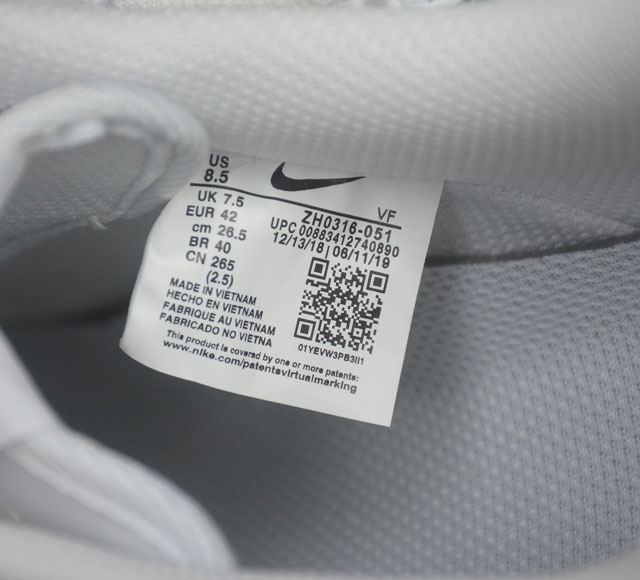 US
8.5
UK 7.5
EUR 42
cm 26.5
BR 40
CN 265
(2.5)
VF
ZH0316-051
UPC 00883412740890
12/13/18 | 06/11/19
MADE IN VIETNAM
HECHO EN VIETNAM
FABRIQUE AU VIETNAM
FABRICADO NO VIETNA
01YEVW3PB3II1
This product is covered by one or more patents:
www.nike.com/patentsvirtualmarking